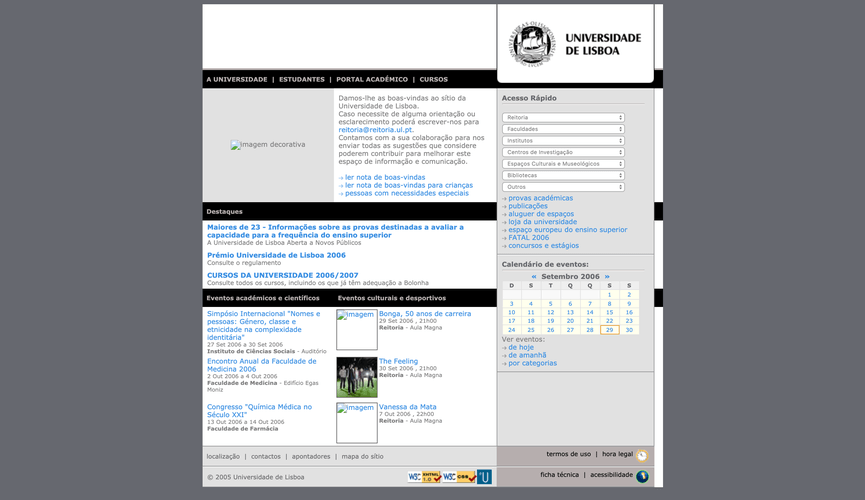 UNIVERSIDADE
DE LISBOA
A UNIVERSIDADE | ESTUDANTES | PORTAL ACADÉMICO | CURSOS
imagem decorativa
Damos-lhe as boas-vindas ao sítio da
Universidade de Lisboa.
Caso necessite de alguma orientação ou
esclarecimento poderá escrever-nos para
reitoria@reitoria.ul.pt.
Contamos com a sua colaboração para nos
enviar todas as sugestões que considere
poderem contribuir para melhorar este
espaço de informação e comunicação.
ler nota de boas-vindas
ler nota de boas-vindas para crianças
pessoas com necessidades especiais
Destaques
Maiores de 23 - Informações sobre as provas destinadas a avaliar a
capacidade para a frequência do ensino superior
A Universidade de Lisboa Aberta a Novos Públicos
Prémio Universidade de Lisboa 2006
Consulte o regulamento
CURSOS DA UNIVERSIDADE 2006/2007
Consulte todos os cursos, incluindo os que já têm adequação a Bolonha
Eventos académicos e científicos
Simpósio Internacional "Nomes e
pessoas: Género, classe e
etnicidade na complexidade
identitária"
27 Set 2006 a 30 Set 2006
Instituto de Ciências Sociais - Auditório
Encontro Anual da Faculdade de
Medicina 2006
2 Out 2006 a 4 Out 2006
Faculdade de Medicina - Edifício Egas
Moniz
Congresso "Química Médica no
Século XXI"
13 Out 2006 a 14 Out 2006
Faculdade de Farmácia
Eventos culturais e desportivos
imagem
Bonga, 50 anos de carreira
29 Set 2006 , 21h00
Reitoria - Aula Magna
The Feeling
30 Set 2006 , 21h00
Reitoria - Aula Magna
imagem
Vanessa da Mata
7 Out 2006 , 22h00
Reitoria - Aula Magna
Acesso Rápido
Reitoria
Faculdades
Institutos
Centros de Investigação
Espaços Culturais e Museológicos
Bibliotecas
Outros
provas académicas
publicações
aluguer de espaços
loja da universidade
espaço europeu do ensino superior
FATAL 2006
concursos e estágios
Calendário de eventos:
« Setembro 2006 »
D S T Q Q S S
1 2
3 4 5 6 7 8 9
10 11 12 13 14 15 16
17 18 19 20 21 22 23
24 25 26 27 28 29 30
Ver eventos:
de hoje
de amanhã
por categorias
localização | contactos | apontadores | mapa do sítio
termos de uso | hora legal
© 2005 Universidade de Lisboa
W3C XHTML 1.0
W3C CSS
U
ficha técnica | acessibilidade